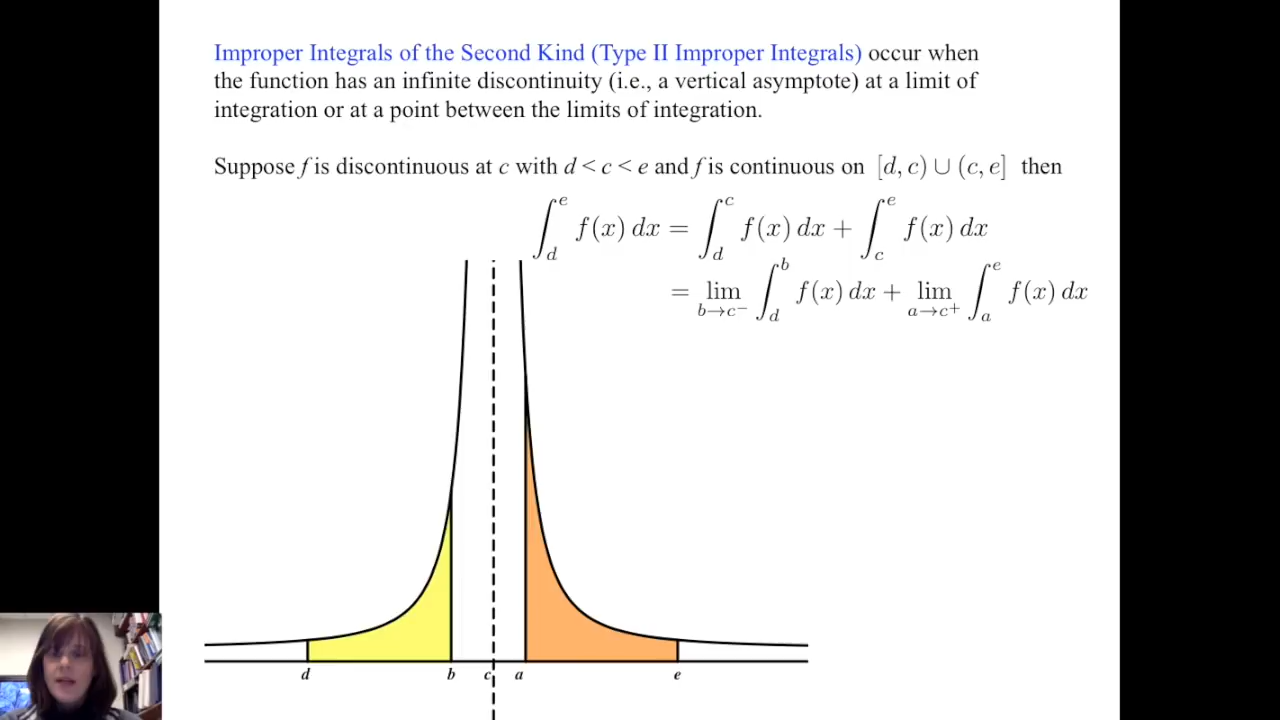 Improper Integrals of the Second Kind (Type II Improper Integrals) occur when
the function has an infinite discontinuity (i.e., a vertical asymptote) at a limit of
integration or at a point between the limits of integration.
Suppose f is discontinuous at c with d < c < e and f is continuous on [d, c) ∪ (c, e] then
∫_d^e f(x) dx = ∫_d^c f(x) dx + ∫_c^e f(x) dx
= lim_{b→c⁻} ∫_d^b f(x) dx + lim_{a→c⁺} ∫_a^e f(x) dx
d b c a e